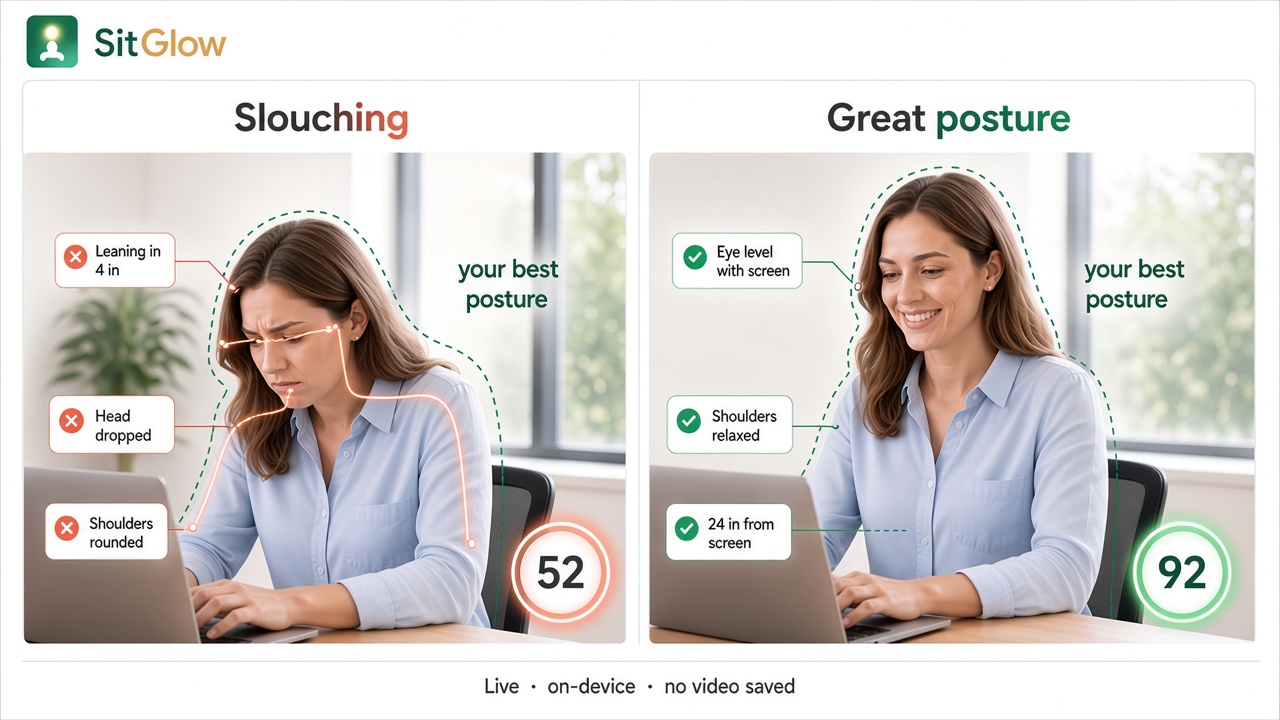 SitGlow
Slouching
Leaning in
4 in
Head
dropped
Shoulders
rounded
your best
posture
52
Great posture
Eye level
with screen
Shoulders
relaxed
24 in from
screen
your best
posture
92
Live · on-device · no video saved